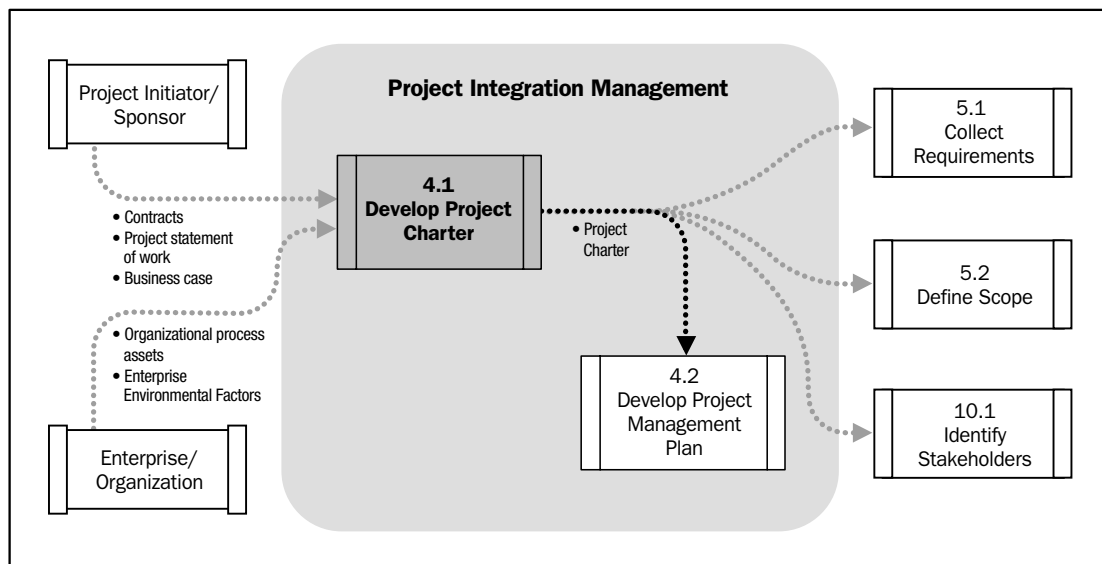 Project Integration Management
Project Initiator/
Sponsor
• Contracts
• Project statement
of work
• Business case
• Organizational process
assets
• Enterprise
Environmental Factors
Enterprise/
Organization
4.1
Develop Project
Charter
• Project
Charter
4.2
Develop Project
Management
Plan
5.1
Collect
Requirements
5.2
Define Scope
10.1
Identify
Stakeholders